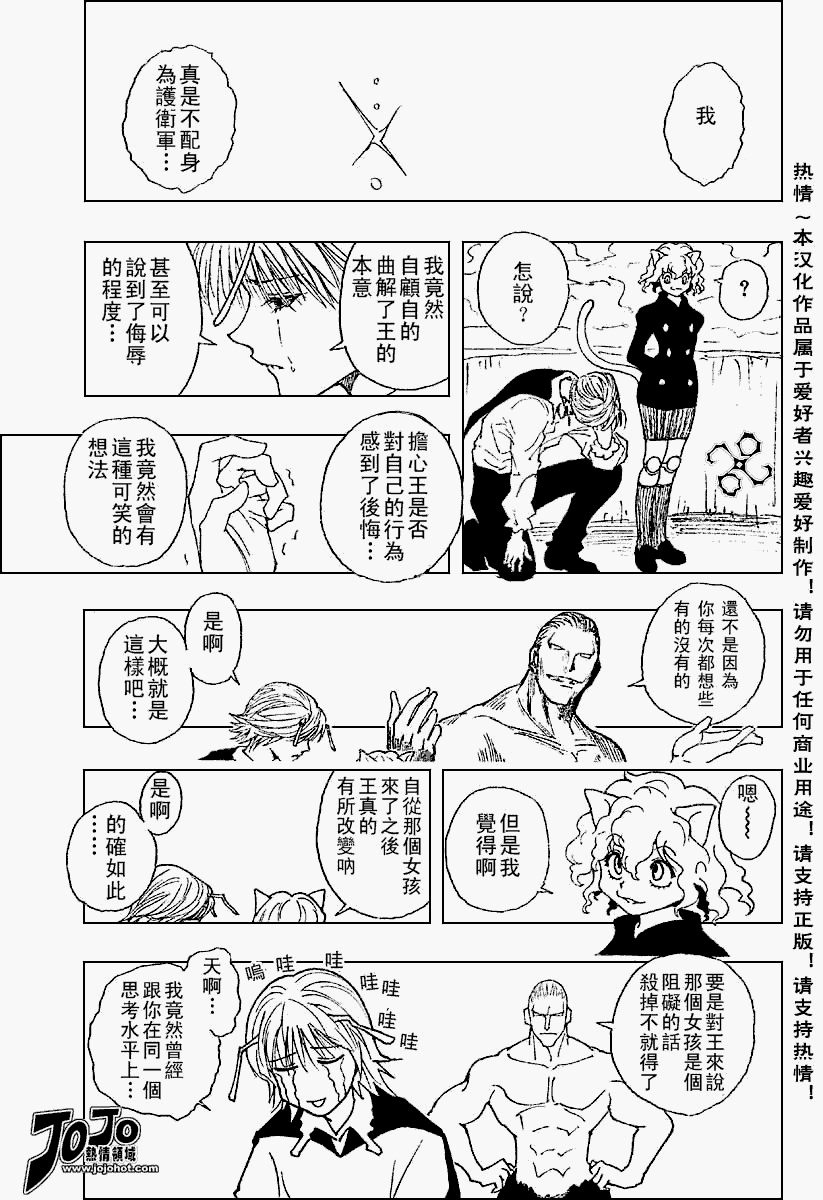 我
真是不配身
為護衛軍…
？
怎說？
我竟然
自顧自的
曲解了王的
本意
甚至可以
說到了侮辱
的程度…
擔心王是否
對自己的行為
感到了後悔…
我竟然會有
這種可笑的
想法
還不是因為
你每次都想些
有的沒有的
是啊
大概就是
這樣吧…
嗯~~
但是我
覺得啊
自從那個女孩
來了之後
王真的
有所改變吶
是啊
的確如此
……
要是對王來說
那個女孩是個
阻礙的話
殺掉不就得了
哇哇
哇
哇
哇
哇
嗚
天啊…
我竟然曾經
跟你在同一個
思考水平上…
热情~本汉化作品属于爱好者兴趣爱好制作！请勿用于任何商业用途！请支持正版！请支持热情！
JOJO
熱情領域
www.jojohot.com